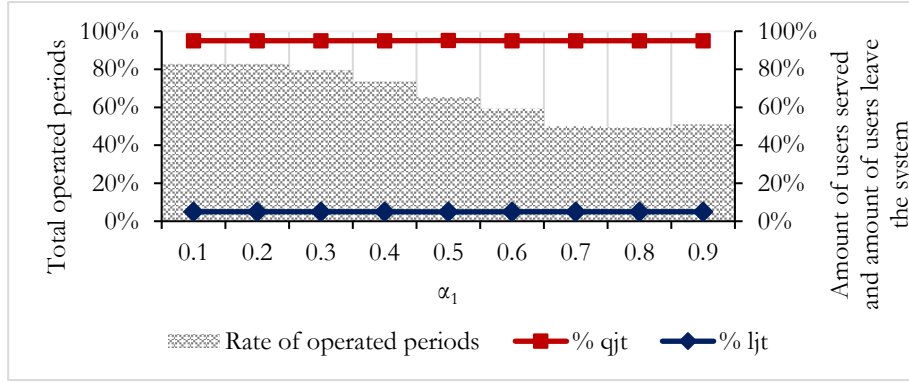 Total operated periods
100%
80%
60%
40%
20%
0%
100%
80%
60%
40%
20%
0%
Amount of users served
and amount of users leave
the system
0.1 0.2 0.3 0.4 0.5 0.6 0.7 0.8 0.9
α₁
Rate of operated periods % qjt % ljt